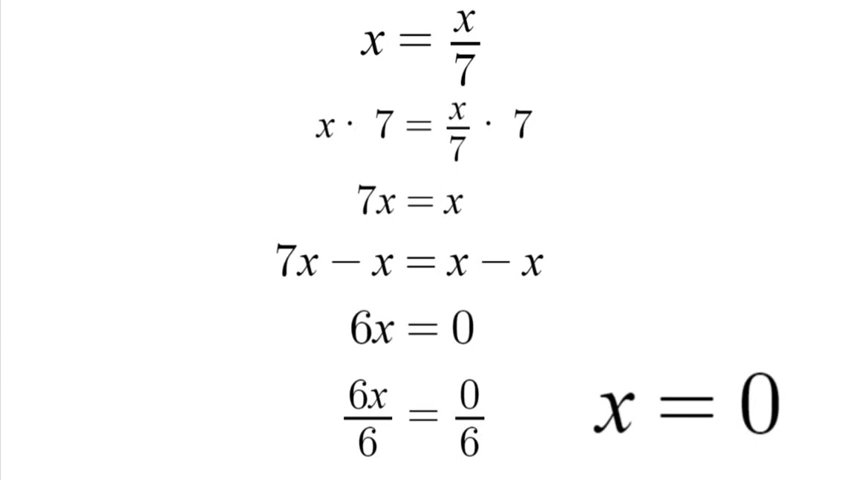 x = x/7
x · 7 = x/7 · 7
7x = x
7x − x = x − x
6x = 0
6x/6 = 0/6
x = 0